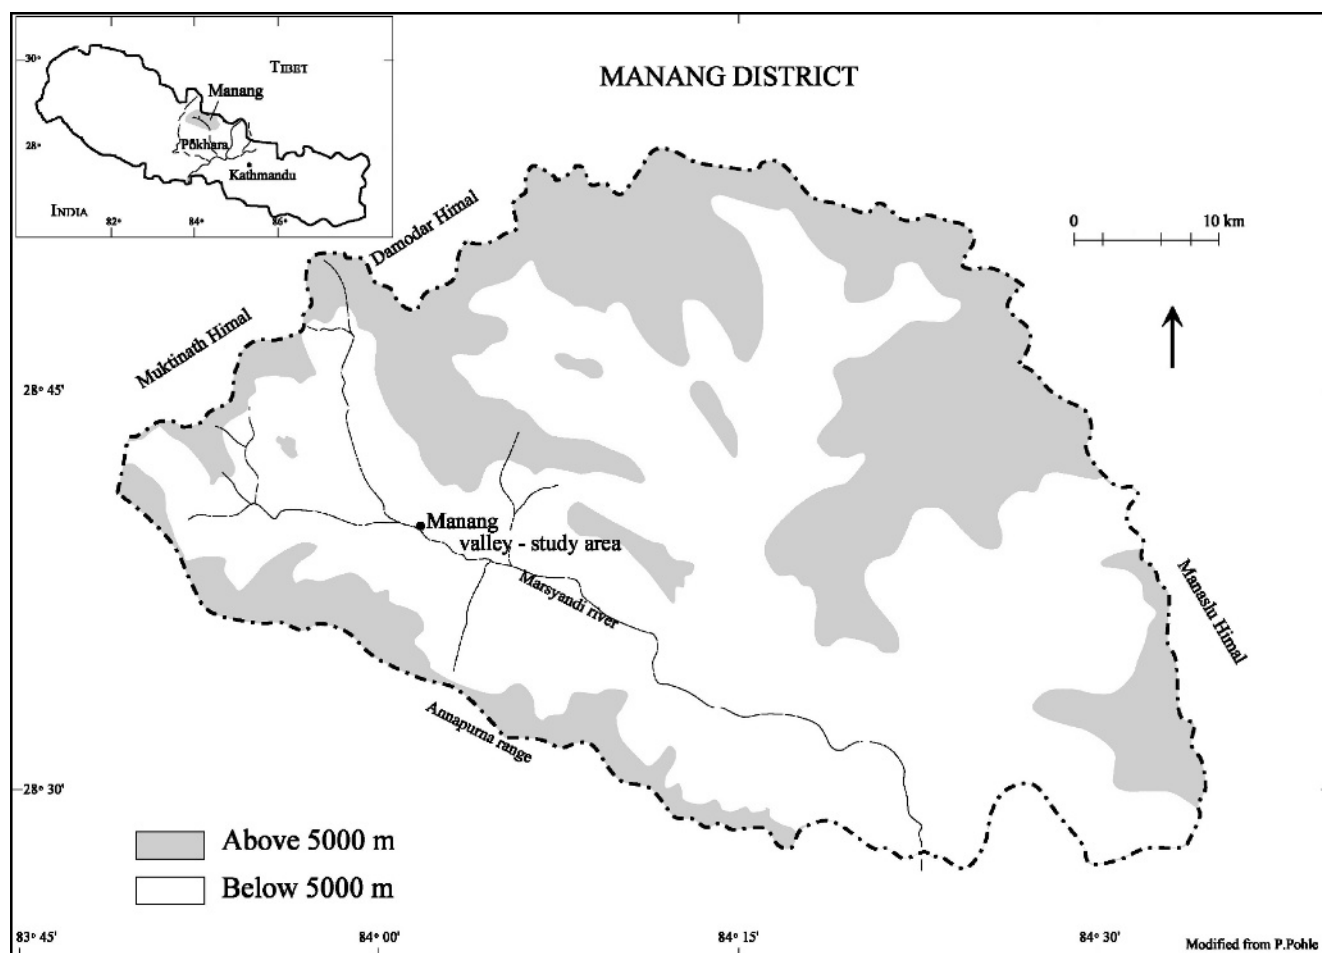 MANANG DISTRICT
30°
TIBET
Manang
28°
Pokhara
Kathmandu
INDIA
82°
84°
86°
Damodar Himal
0 10 km
Muktinath Himal
28° 45'
Manang
valley - study area
Marsyandi river
Manaslu Himal
Annapurna range
28° 30'
Above 5000 m
Below 5000 m
83° 45'
84° 00'
84° 15'
84° 30'
Modified from P.Pohle